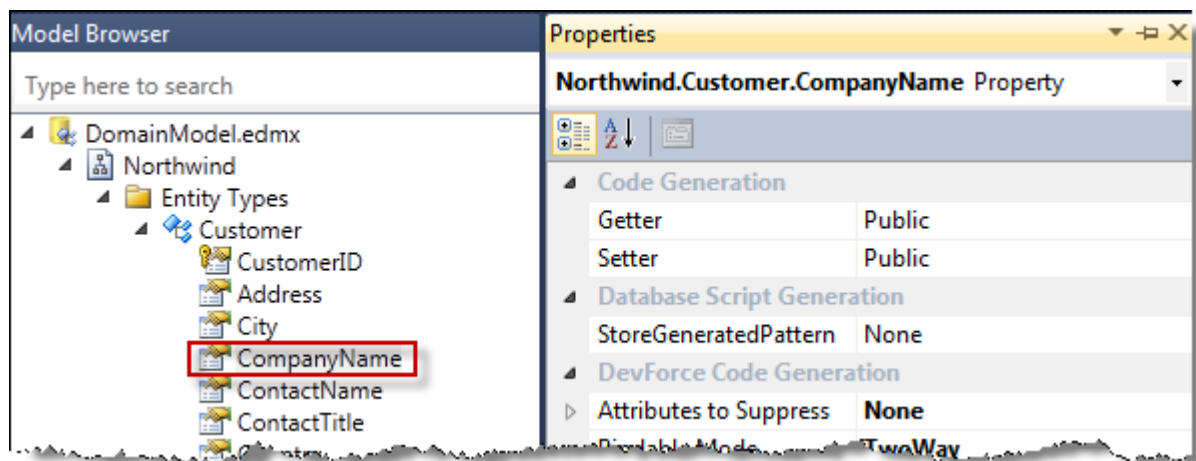 Model Browser
Type here to search
DomainModel.edmx
Northwind
Entity Types
Customer
CustomerID
Address
City
CompanyName
ContactName
ContactTitle
Properties
Northwind.Customer.CompanyName Property
Code Generation
Getter Public
Setter Public
Database Script Generation
StoreGeneratedPattern None
DevForce Code Generation
Attributes to Suppress None
TwoWay